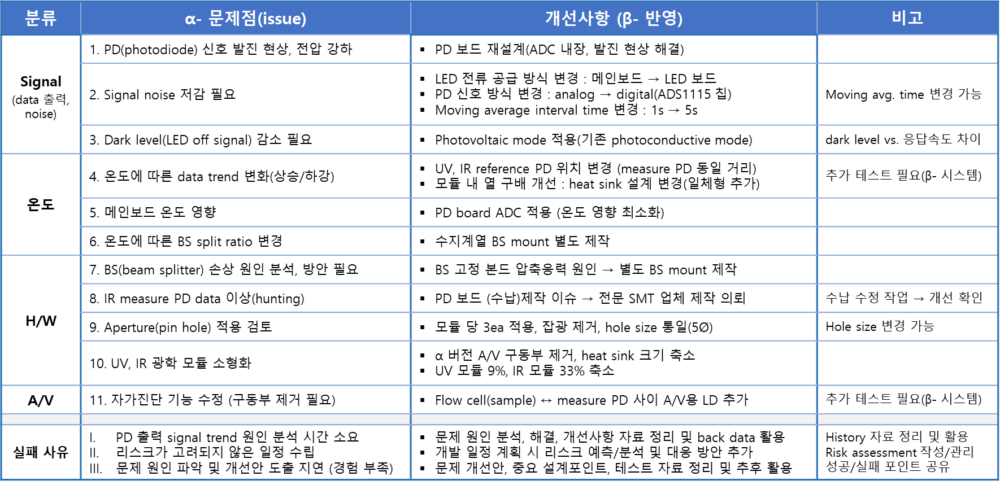 분류
α- 문제점(issue)
개선사항 (β- 반영)
비고
Signal
(data 출력,
noise)
1. PD(photodiode) 신호 발진 현상, 전압 강하
▪ PD 보드 재설계(ADC 내장, 발진 현상 해결)
2. Signal noise 저감 필요
▪ LED 전류 공급 방식 변경 : 메인보드 → LED 보드
▪ PD 신호 방식 변경 : analog → digital(ADS1115 칩)
▪ Moving average interval time 변경 : 1s → 5s
Moving avg. time 변경 가능
3. Dark level(LED off signal) 감소 필요
▪ Photovoltaic mode 적용(기존 photoconductive mode)
dark level vs. 응답속도 차이
온도
4. 온도에 따른 data trend 변화(상승/하강)
▪ UV, IR reference PD 위치 변경 (measure PD 동일 거리)
▪ 모듈 내 열 구배 개선 : heat sink 설계 변경(일체형 추가)
추가 테스트 필요(β- 시스템)
5. 메인보드 온도 영향
▪ PD board ADC 적용 (온도 영향 최소화)
6. 온도에 따른 BS split ratio 변경
▪ 수지계열 BS mount 별도 제작
H/W
7. BS(beam splitter) 손상 원인 분석, 방안 필요
▪ BS 고정 본드 압축응력 원인 → 별도 BS mount 제작
8. IR measure PD data 이상(hunting)
▪ PD 보드 (수납)제작 이슈 → 전문 SMT 업체 제작 의뢰
수납 수정 작업 → 개선 확인
9. Aperture(pin hole) 적용 검토
▪ 모듈 당 3ea 적용, 잡광 제거, hole size 통일(5Ø)
Hole size 변경 가능
10. UV, IR 광학 모듈 소형화
▪ α 버전 A/V 구동부 제거, heat sink 크기 축소
▪ UV 모듈 9%, IR 모듈 33% 축소
A/V
11. 자가진단 기능 수정 (구동부 제거 필요)
▪ Flow cell(sample) ↔ measure PD 사이 A/V용 LD 추가
추가 테스트 필요(β- 시스템)
실패 사유
I. PD 출력 signal trend 원인 분석 시간 소요
II. 리스크가 고려되지 않은 일정 수립
III. 문제 원인 파악 및 개선안 도출 지연 (경험 부족)
▪ 문제 원인 분석, 해결, 개선사항 자료 정리 및 back data 활용
▪ 개발 일정 계획 시 리스크 예측/분석 및 대응 방안 추가
▪ 문제 개선안, 중요 설계포인트, 테스트 자료 정리 및 추후 활용
History 자료 정리 및 활용
Risk assessment 작성/관리
성공/실패 포인트 공유